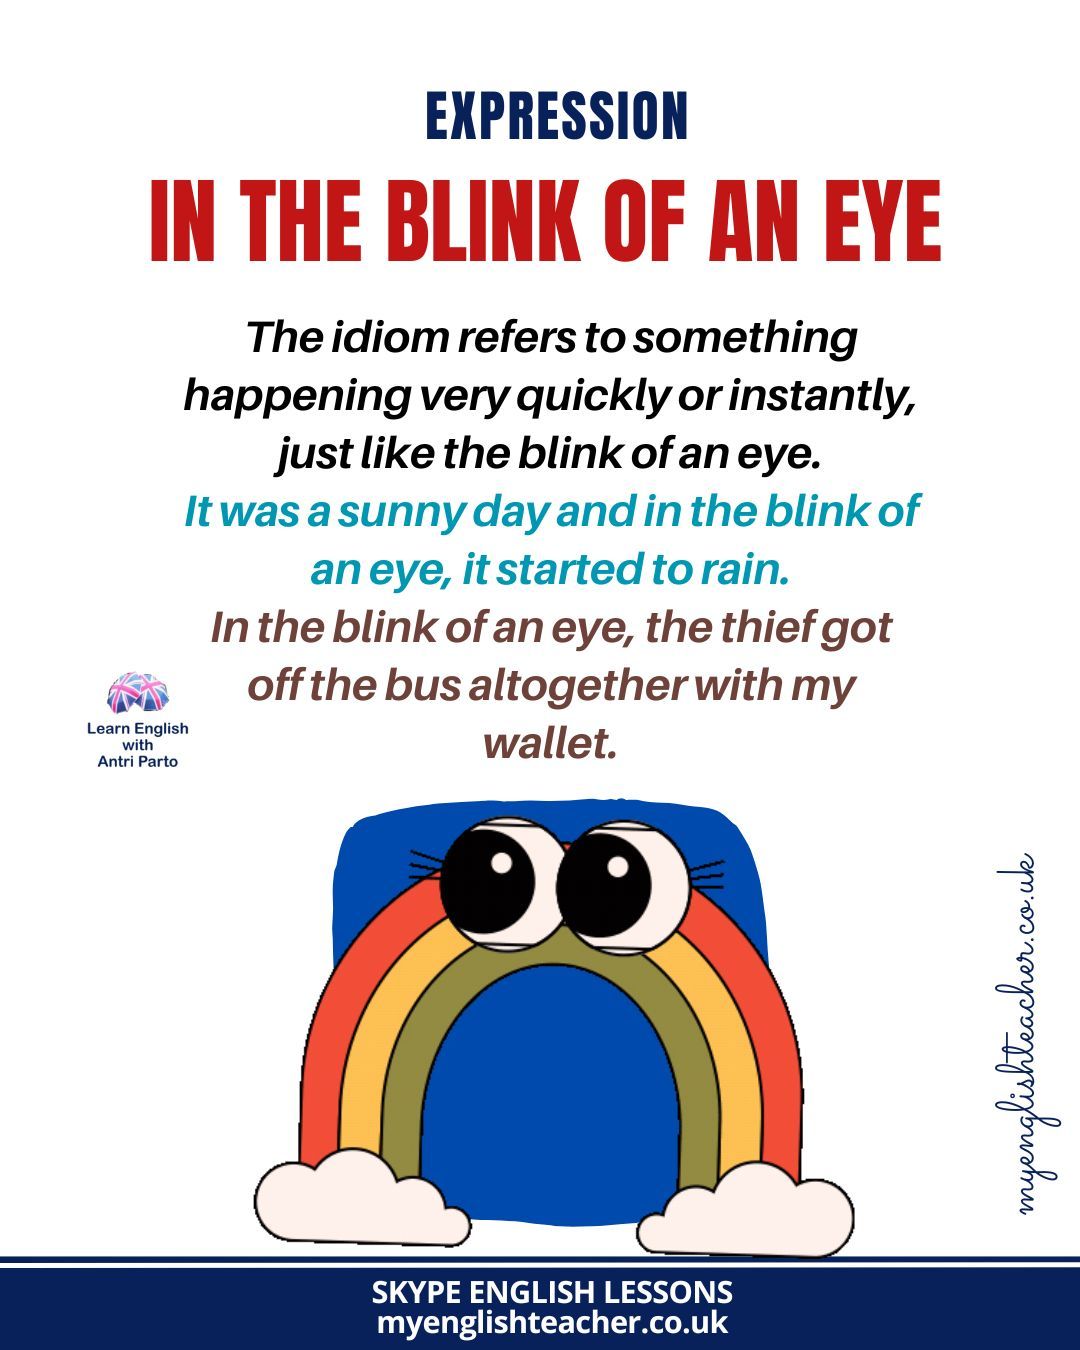 EXPRESSION
IN THE BLINK OF AN EYE
The idiom refers to something
happening very quickly or instantly,
just like the blink of an eye.
It was a sunny day and in the blink of
an eye, it started to rain.
In the blink of an eye, the thief got
off the bus altogether with my
wallet.
Learn English
with
Antri Parto
myenglishteacher.co.uk
SKYPE ENGLISH LESSONS
myenglishteacher.co.uk